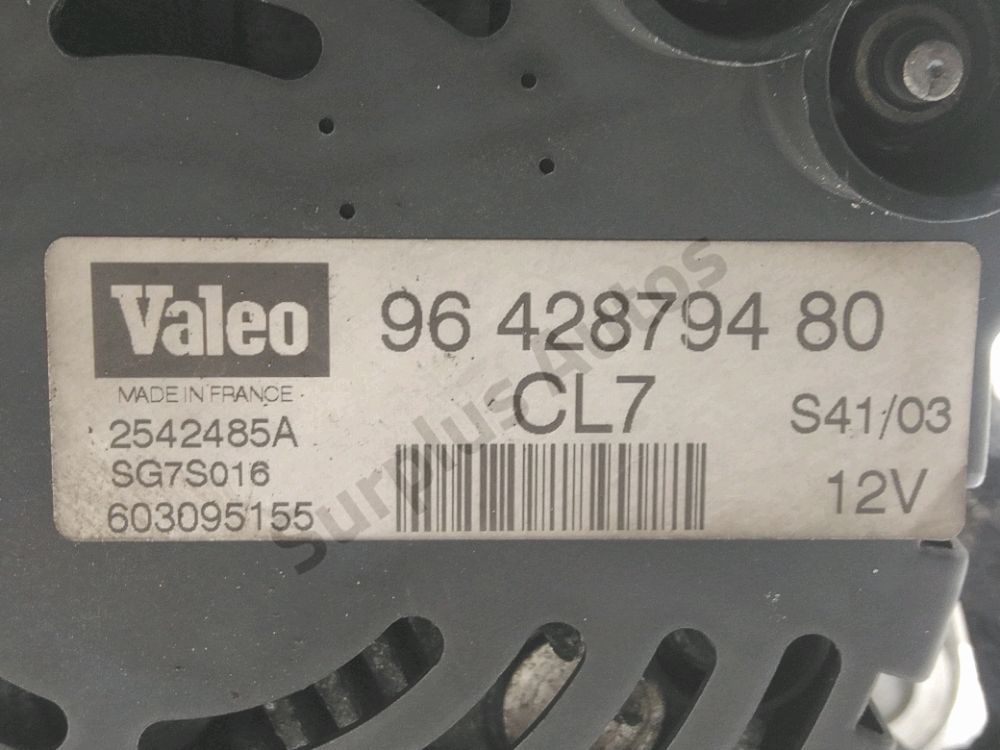 Valeo
MADE IN FRANCE
2542485A
SG7S016
603095155
96 428794 80
CL7
S41/03
12V
Surplus Autos